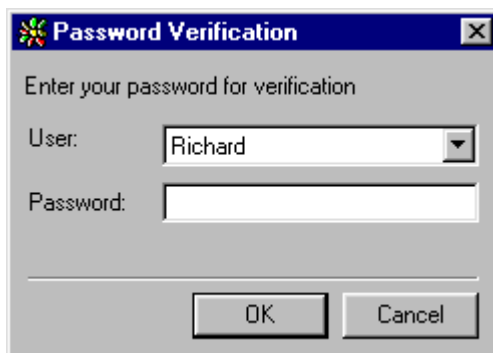 Password Verification
Enter your password for verification
User: Richard
Password:
OK Cancel